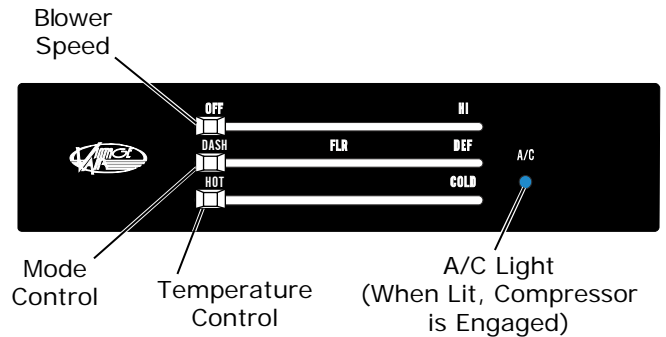 Blower
Speed
OFF HI
DASH FLR DEF
A/C
HOT COLD
Mode
Control
Temperature
Control
A/C Light
(When Lit, Compressor
is Engaged)